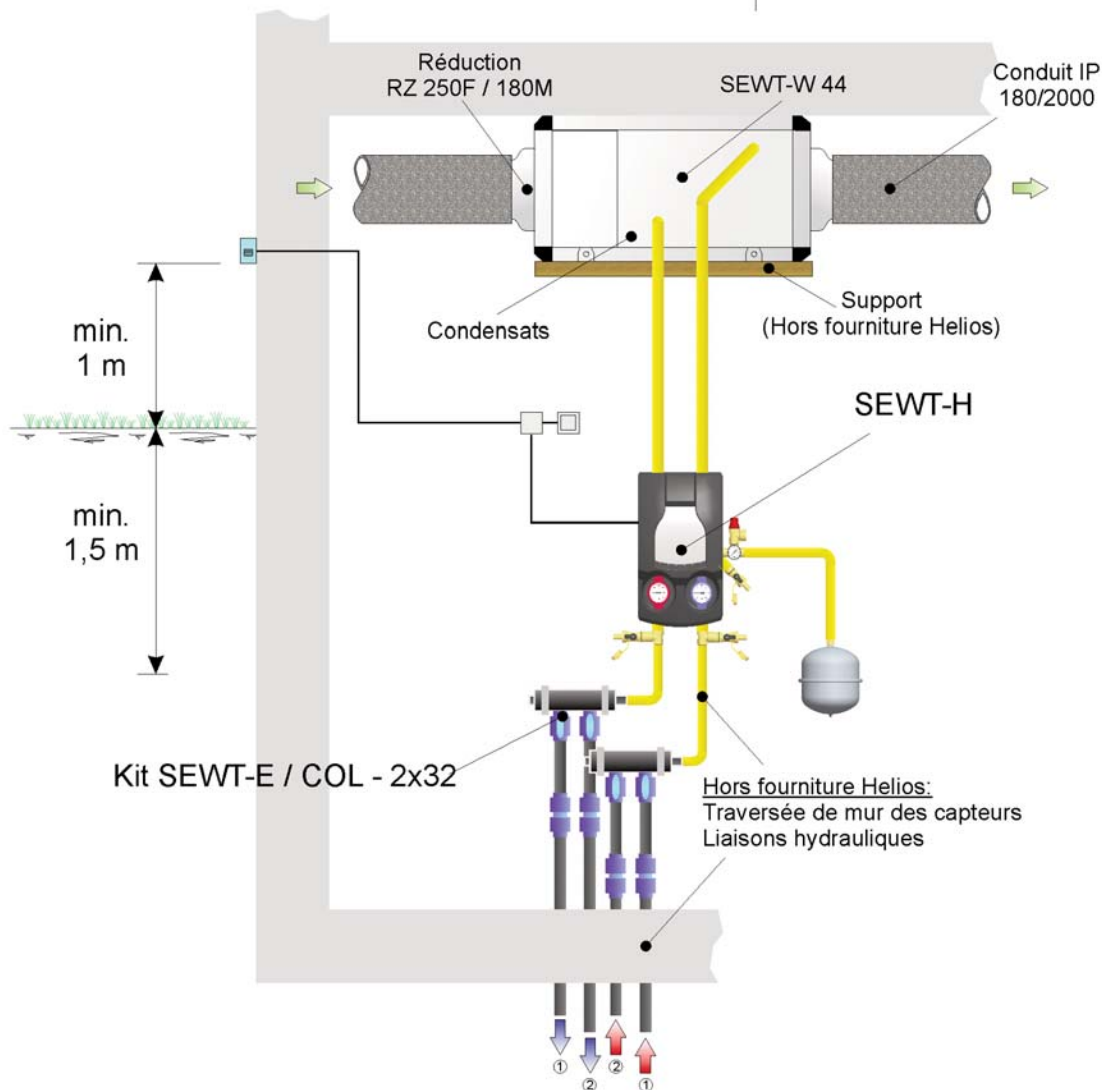 Réduction
RZ 250F / 180M
SEWT-W 44
Conduit IP
180/2000
Condensats
Support
(Hors fourniture Helios)
min.
1 m
SEWT-H
min.
1,5 m
Kit SEWT-E / COL - 2x32
Hors fourniture Helios:
Traversée de mur des capteurs
Liaisons hydrauliques
①
②
②
①